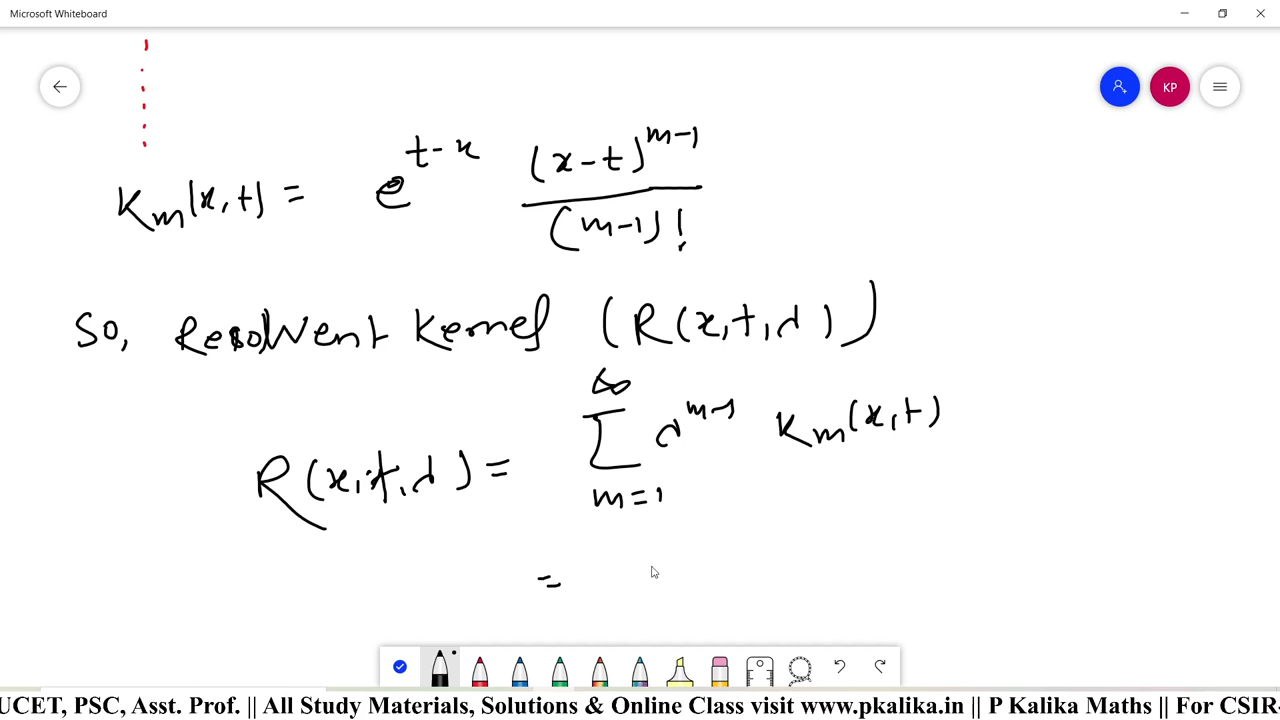 Microsoft Whiteboard
KP
Km(x,t) = e^{t-x} (x-t)^{m-1} / (m-1)!
So, Resolvent Kernel (R(x,t,λ))
R(x,t,λ) = ∑_{m=1}^{∞} λ^{m-1} Km(x,t)
=
UCET, PSC, Asst. Prof. || All Study Materials, Solutions & Online Class visit www.pkalika.in || P Kalika Maths || For CSIR-